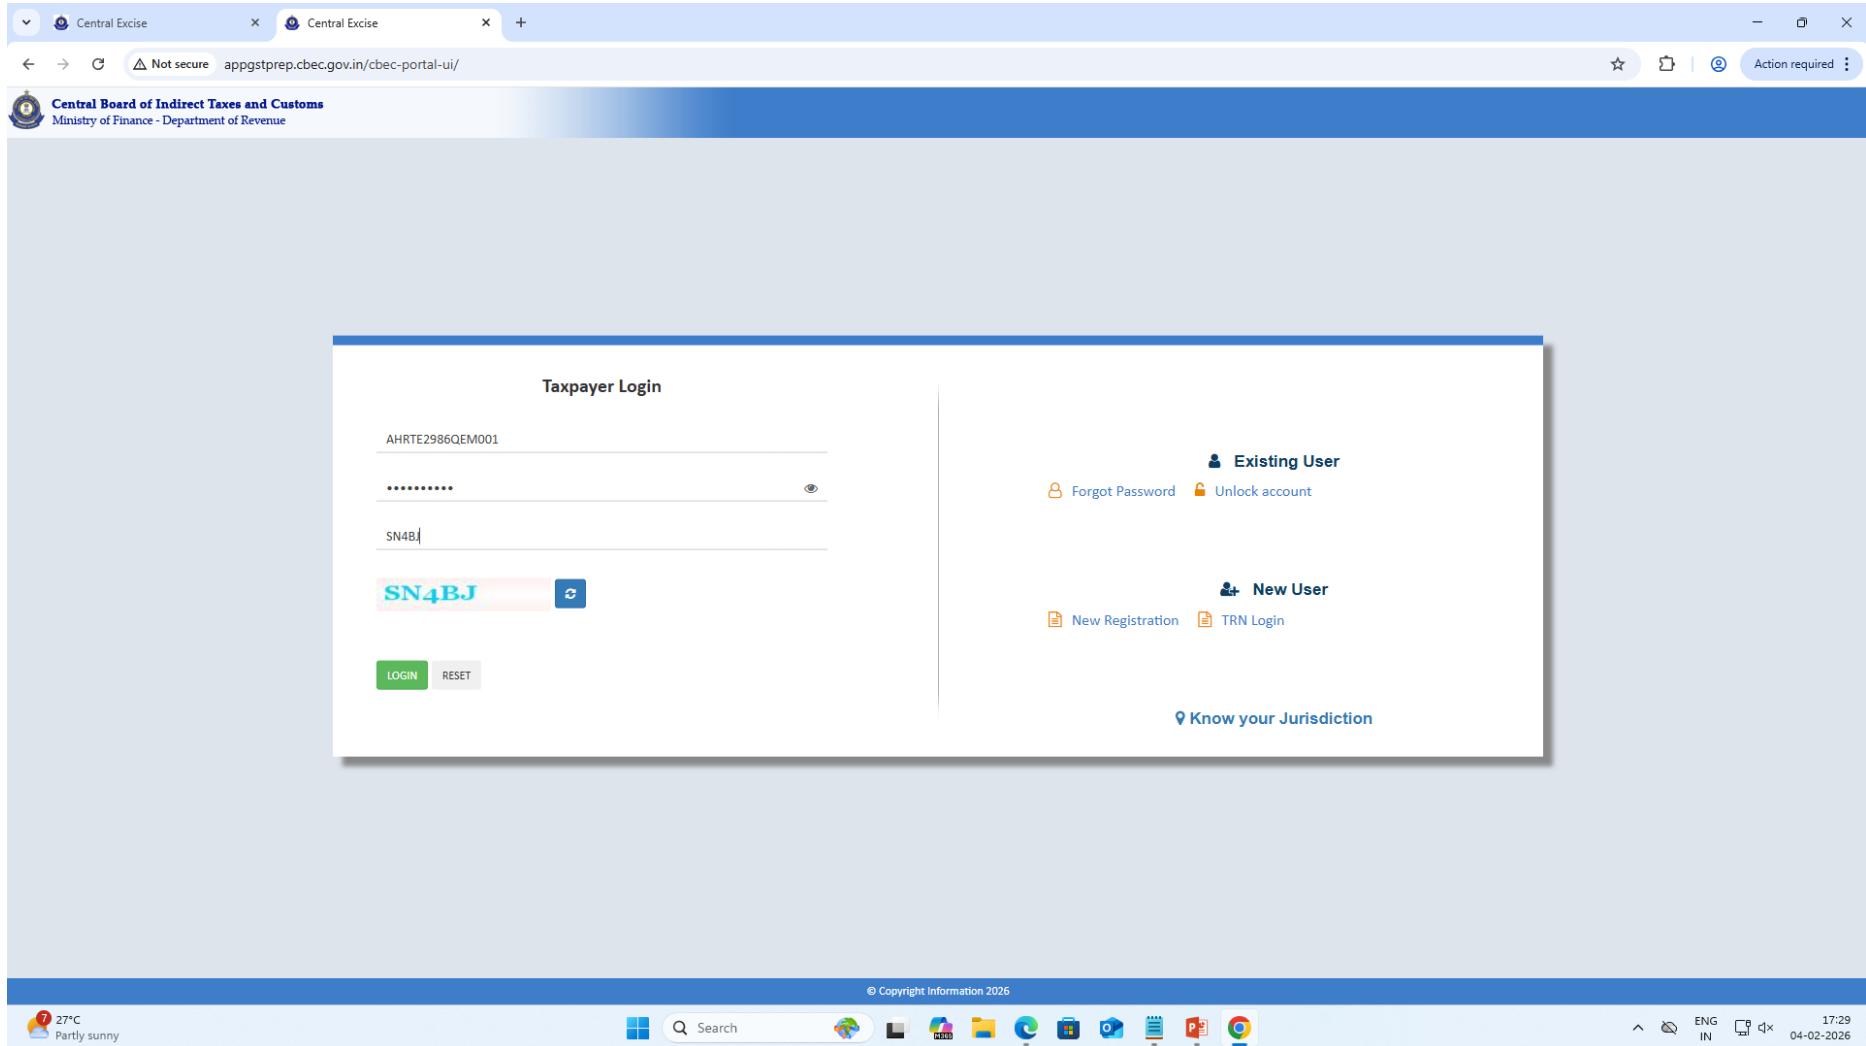 Central Excise
Central Excise
Not secure appgstprep.cbec.gov.in/cbec-portal-ui/
Action required
Central Board of Indirect Taxes and Customs
Ministry of Finance - Department of Revenue
Taxpayer Login
AHRTE2986QEM001
••••••••••
SN4BJ
SN4BJ
LOGIN RESET
Existing User
Forgot Password Unlock account
New User
New Registration TRN Login
Know your Jurisdiction
© Copyright Information 2026
7
27°C
Partly sunny
Search
M365
ENG
IN
17:29
04-02-2026